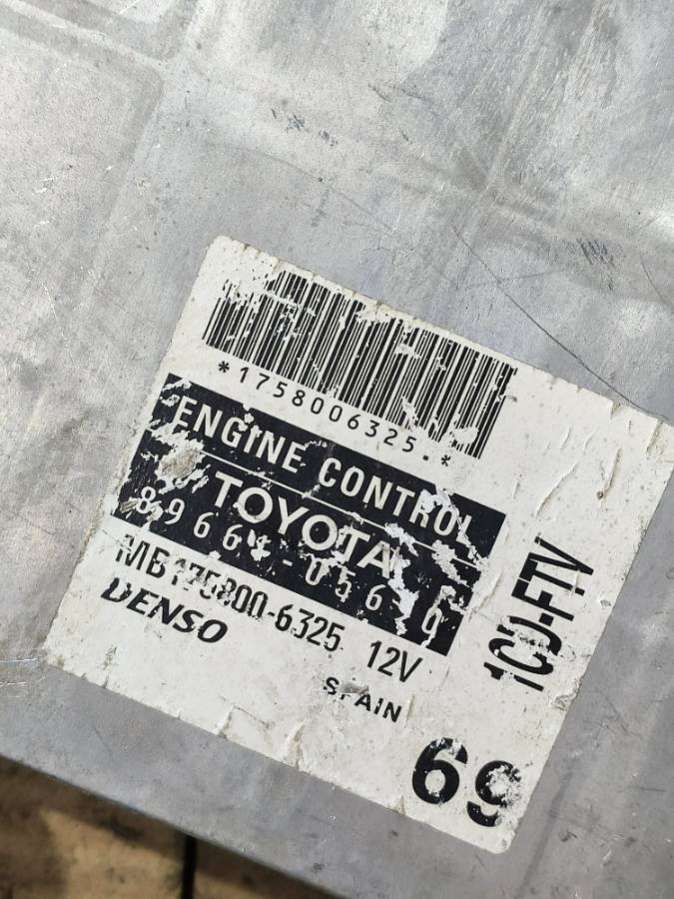 *1758006325.*
ENGINE CONTROL
TOYOTA
MB175800-6325 12V
DENSO
SPAIN
1CD-FTV
69